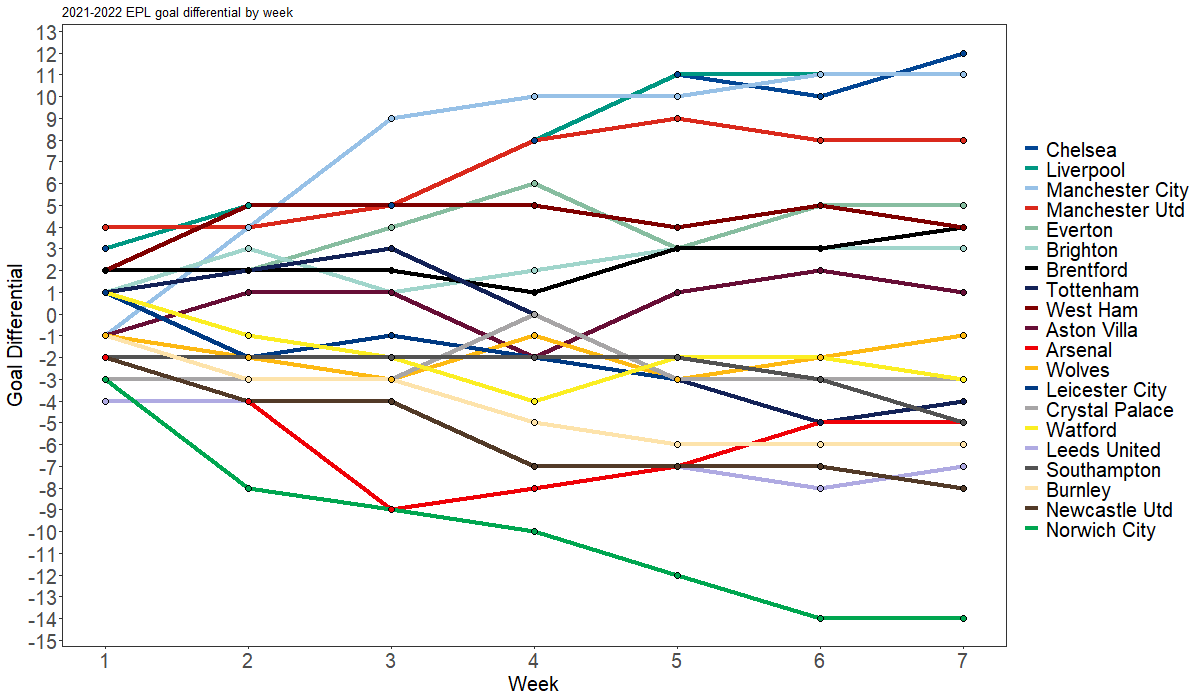 2021-2022 EPL goal differential by week
13
12
11
10
9
8
7
6
5
4
3
2
1
0
-1
-2
-3
-4
-5
-6
-7
-8
-9
-10
-11
-12
-13
-14
-15
Goal Differential
1 2 3 4 5 6 7
Week
Chelsea
Liverpool
Manchester City
Manchester Utd
Everton
Brighton
Brentford
Tottenham
West Ham
Aston Villa
Arsenal
Wolves
Leicester City
Crystal Palace
Watford
Leeds United
Southampton
Burnley
Newcastle Utd
Norwich City